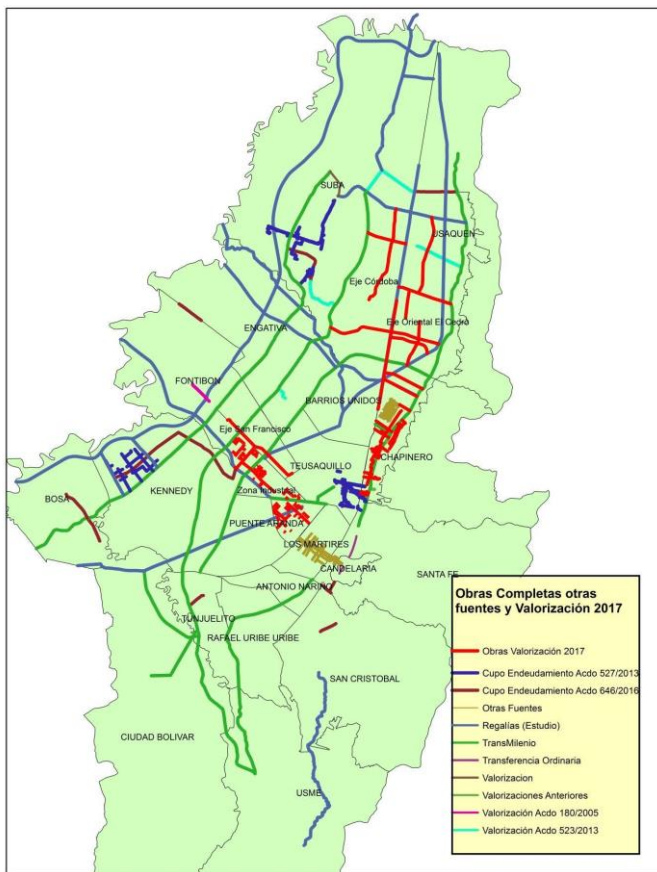 SUBA
USAQUEN
Eje Córdoba
Eje Oriental El Cedro
ENGATIVA
FONTIBON
BARRIOS UNIDOS
Eje San Francisco
CHAPINERO
TEUSAQUILLO
Zona Industrial
KENNEDY
BOSA
PUENTE ARANDA
LOS MARTIRES
CANDELARIA
SANTA FE
ANTONIO NARIÑO
TUNJUELITO
RAFAEL URIBE URIBE
SAN CRISTOBAL
CIUDAD BOLIVAR
USME
Obras Completas otras
fuentes y Valorización 2017
Obras Valorización 2017
Cupo Endeudamiento Acdo 527/2013
Cupo Endeudamiento Acdo 646/2016
Otras Fuentes
Regalías (Estudio)
TransMilenio
Transferencia Ordinaria
Valorizacion
Valorizaciones Anteriores
Valorización Acdo 180/2005
Valorización Acdo 523/2013